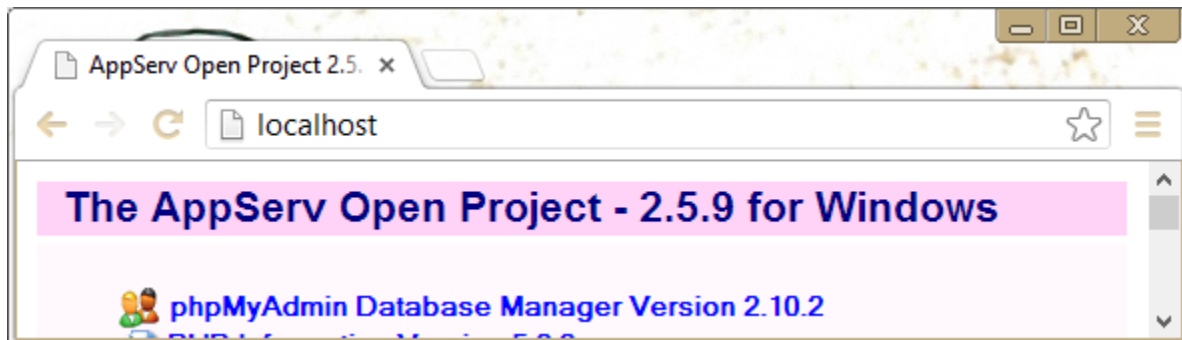 AppServ Open Project 2.5.
localhost
The AppServ Open Project - 2.5.9 for Windows
phpMyAdmin Database Manager Version 2.10.2